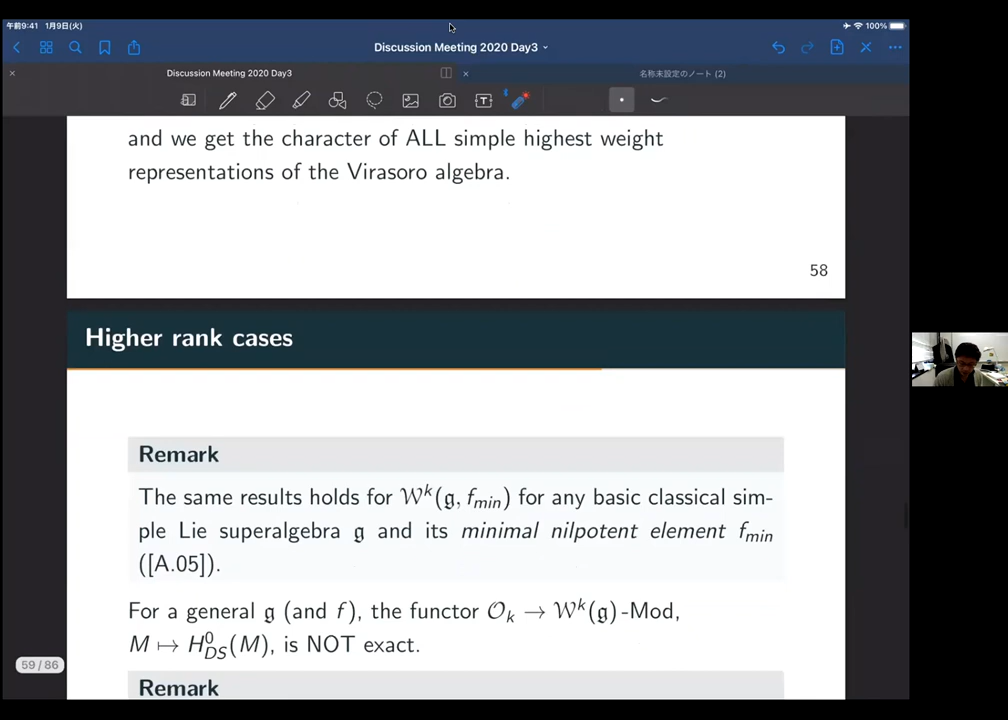 午前9:41 1月9日(火)
100%
Discussion Meeting 2020 Day3
Discussion Meeting 2020 Day3
名称未設定のノート (2)
and we get the character of ALL simple highest weight
representations of the Virasoro algebra.
58
Higher rank cases
Remark
The same results holds for 𝒲ᵏ(𝔤, f_min) for any basic classical sim-
ple Lie superalgebra 𝔤 and its minimal nilpotent element f_min
([A.05]).
For a general 𝔤 (and f), the functor 𝒪ₖ → 𝒲ᵏ(𝔤)-Mod,
M ↦ H⁰_DS(M), is NOT exact.
59 / 86
Remark